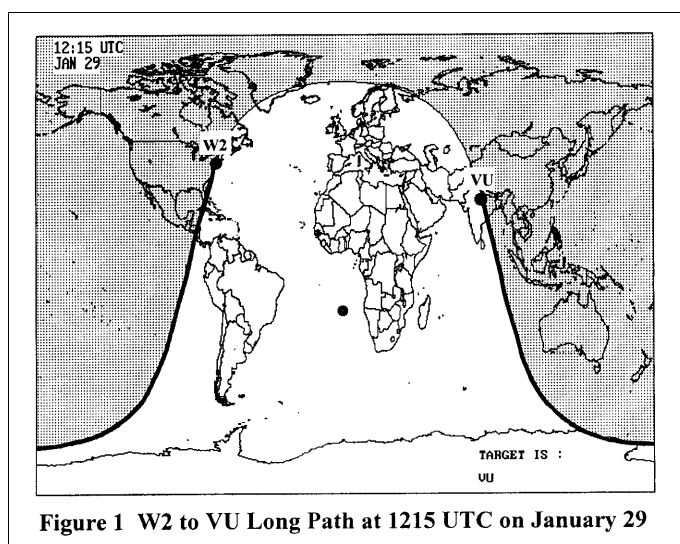 12:15 UTC
JAN 29
W2
VU
TARGET IS :
VU
Figure 1 W2 to VU Long Path at 1215 UTC on January 29